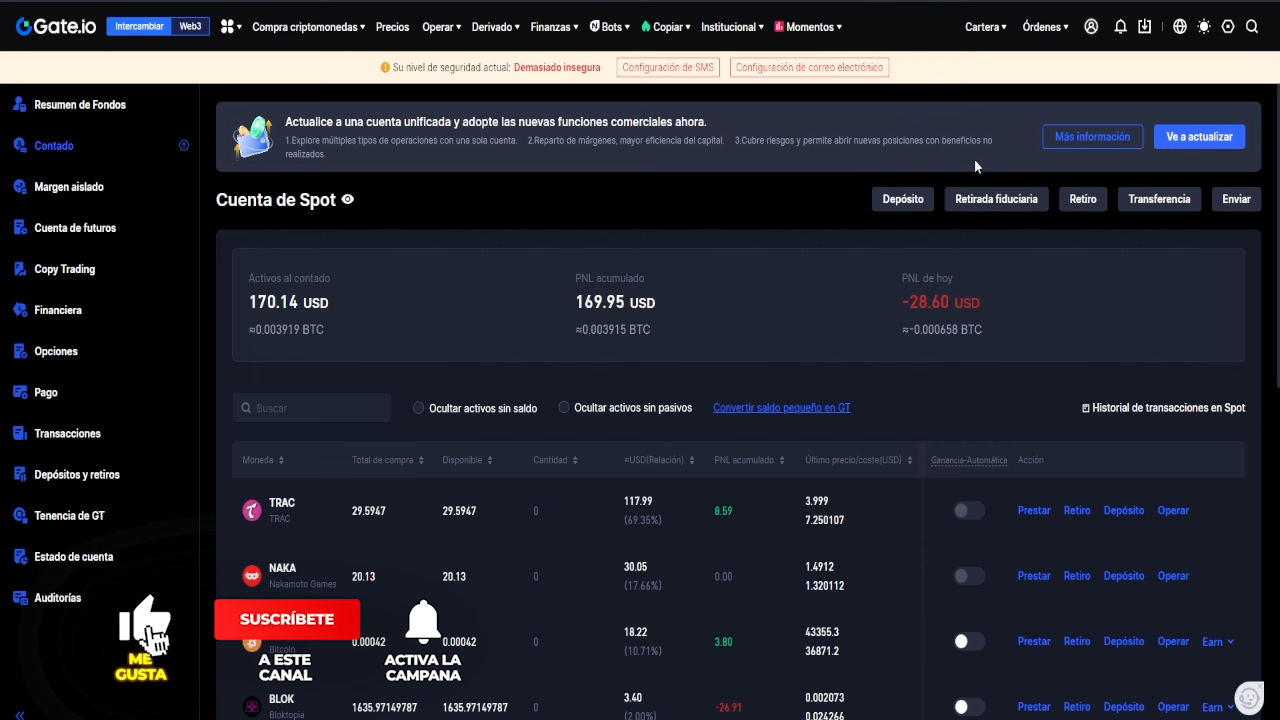 Gate.io Intercambiar Web3 Compra criptomonedas Precios Operar Derivado Finanzas Bots Copiar Institucional Momentos Cartera Órdenes
Su nivel de seguridad actual: Demasiado insegura Configuración de SMS Configuración de correo electrónico
Resumen de Fondos
Contado
Margen aislado
Cuenta de futuros
Copy Trading
Financiera
Opciones
Pago
Transacciones
Depósitos y retiros
Tenencia de GT
Estado de cuenta
Auditorías
Actualice a una cuenta unificada y adopte las nuevas funciones comerciales ahora.
1.Explore múltiples tipos de operaciones con una sola cuenta. 2.Reparto de márgenes, mayor eficiencia del capital. 3.Cubre riesgos y permite abrir nuevas posiciones con beneficios no
realizados.
Más información Ve a actualizar
Cuenta de Spot Depósito Retirada fiduciaria Retiro Transferencia Enviar
Activos al contado PNL acumulado PNL de hoy
170.14 USD 169.95 USD -28.60 USD
≈0.003919 BTC ≈0.003915 BTC ≈-0.000658 BTC
Buscar Ocultar activos sin saldo Ocultar activos sin pasivos Convertir saldo pequeño en GT Historial de transacciones en Spot
Moneda Total de compra Disponible Cantidad ≈USD(Relación) PNL acumulado Último precio/coste(USD) Ganancia-Automática Acción
TRAC 29.5947 29.5947 0 117.99 8.59 3.999 Prestar Retiro Depósito Operar
TRAC (69.35%) 7.250107
NAKA 20.13 20.13 0 30.05 0.00 1.4912 Prestar Retiro Depósito Operar
Nakamoto Games (17.66%) 1.320112
0.00042 0.00042 0 18.22 3.80 43355.3 Prestar Retiro Depósito Operar Earn
Bitcoin (10.71%) 36871.2
BLOK 1635.97149787 1635.97149787 0 3.40 -26.91 0.002073 Prestar Retiro Depósito Operar Earn
Bloktopia (2.00%) 0.024266
ME
GUSTA
SUSCRÍBETE
A ESTE
CANAL
ACTIVA LA
CAMPANA